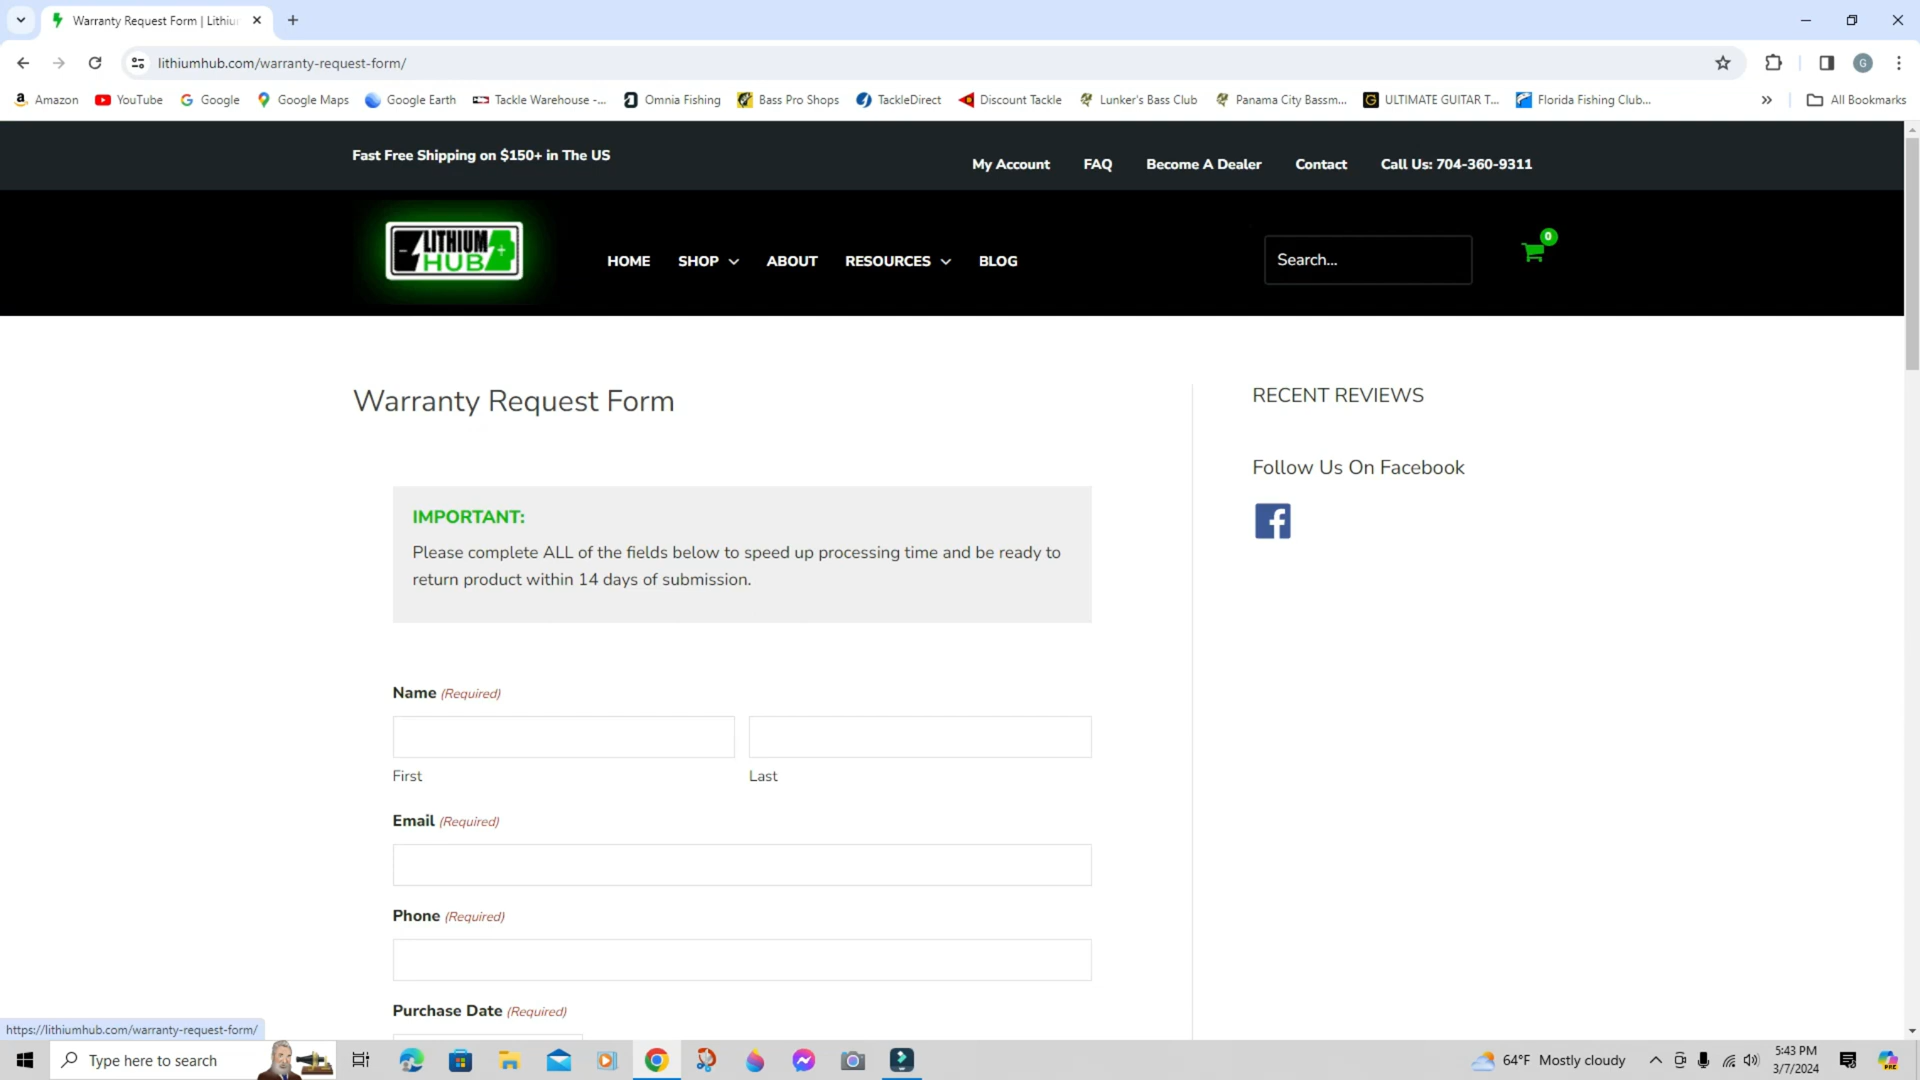 Warranty Request Form | Lithiu
lithiumhub.com/warranty-request-form/
G
Amazon
YouTube
Google
Google Maps
Google Earth
Tackle Warehouse -...
Omnia Fishing
Bass Pro Shops
TackleDirect
Discount Tackle
Lunker's Bass Club
Panama City Bassm...
ULTIMATE GUITAR T...
Florida Fishing Club...
All Bookmarks
Fast Free Shipping on $150+ in The US
My Account
FAQ
Become A Dealer
Contact
Call Us: 704-360-9311
LITHIUM
HUB
HOME
SHOP
ABOUT
RESOURCES
BLOG
Search...
0
Warranty Request Form
RECENT REVIEWS
Follow Us On Facebook
IMPORTANT:
Please complete ALL of the fields below to speed up processing time and be ready to
return product within 14 days of submission.
Name (Required)
First
Last
Email (Required)
Phone (Required)
Purchase Date (Required)
https://lithiumhub.com/warranty-request-form/
Type here to search
64°F Mostly cloudy
5:43 PM
3/7/2024